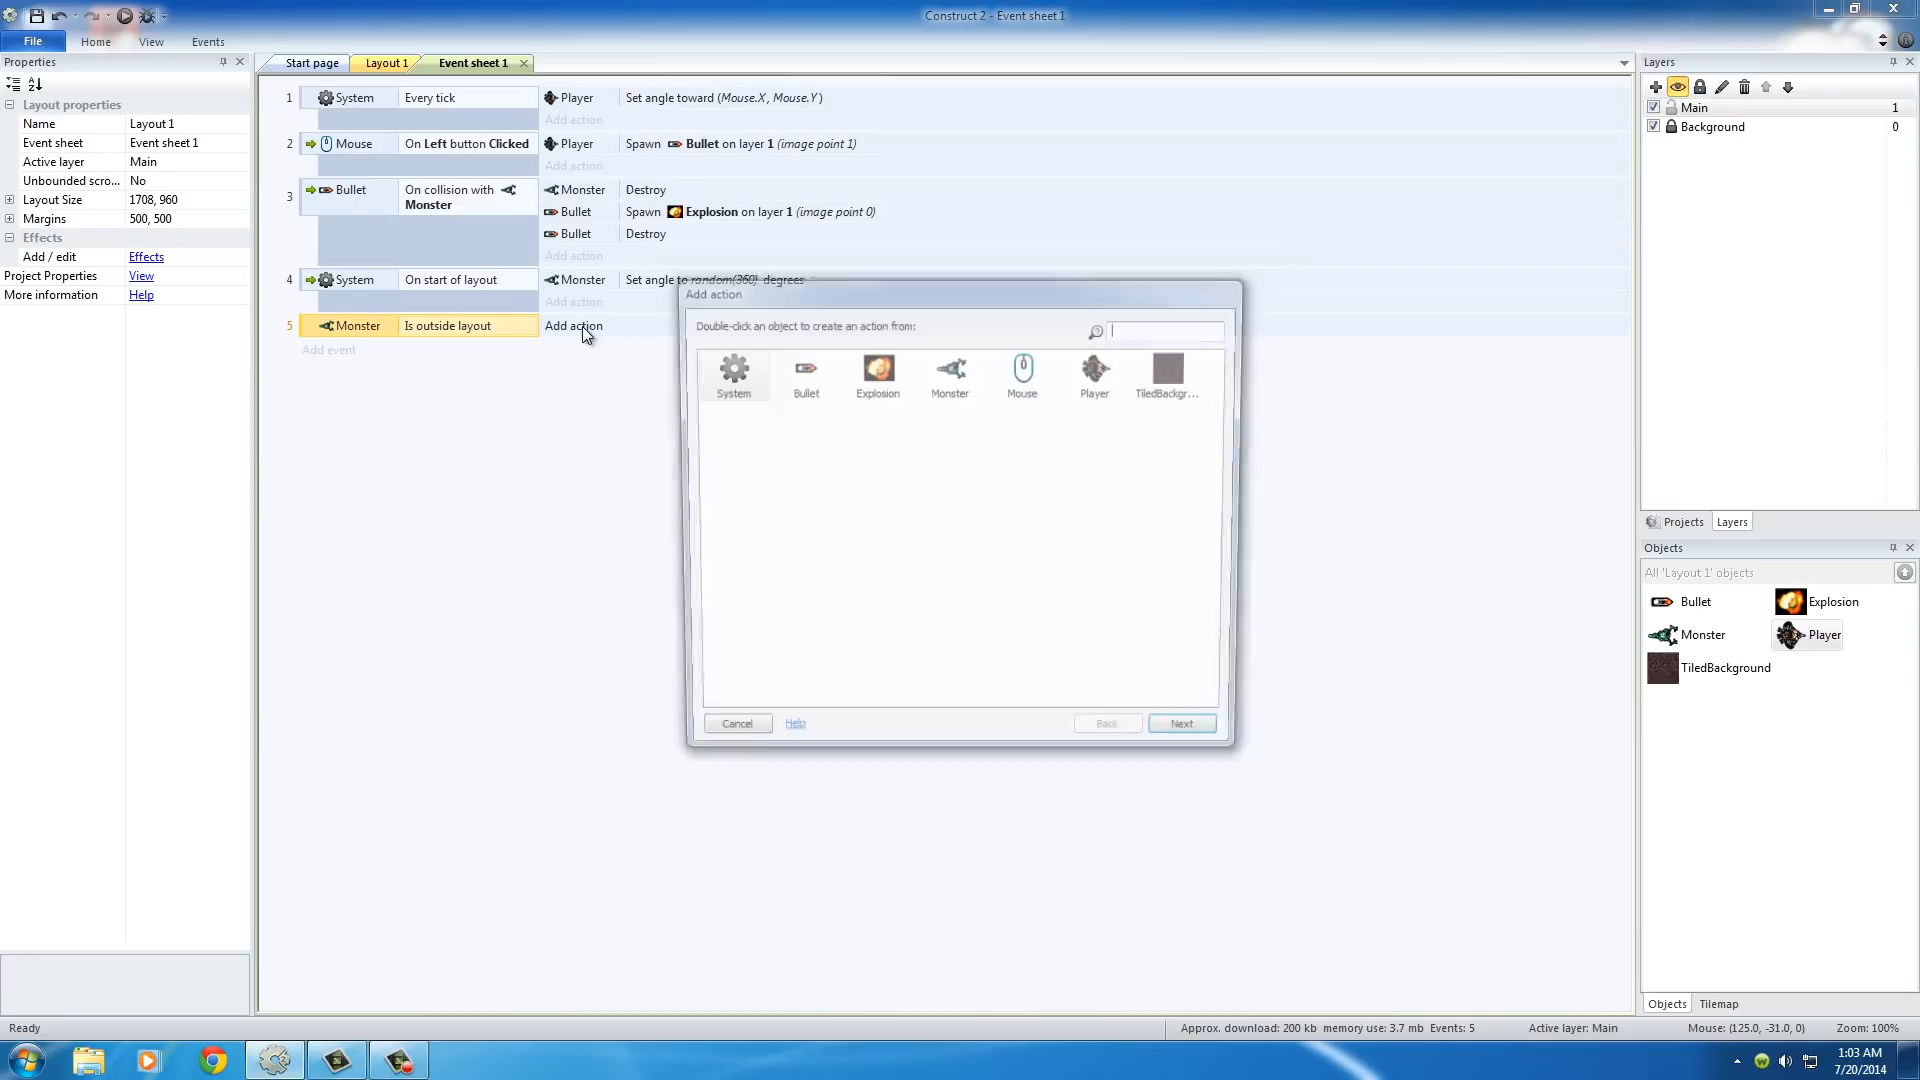 Construct 2 - Event sheet 1
File Home View Events
Properties
Layout properties
Name Layout 1
Event sheet Event sheet 1
Active layer Main
Unbounded scro... No
Layout Size 1708, 960
Margins 500, 500
Effects
Add / edit Effects
Project Properties View
More information Help
Start page Layout 1 Event sheet 1
1 System Every tick Player Set angle toward (Mouse.X, Mouse.Y)
Add action
2 Mouse On Left button Clicked Player Spawn Bullet on layer 1 (image point 1)
Add action
3 Bullet On collision with Monster
Monster Destroy
Bullet Spawn Explosion on layer 1 (image point 0)
Bullet Destroy
Add action
4 System On start of layout Monster Set angle to random(360) degrees
Add action
5 Monster Is outside layout Add action
Add event
Add action
Double-click an object to create an action from:
System Bullet Explosion Monster Mouse Player TiledBackgr...
Cancel Help Back Next
Layers
Main 1
Background 0
Projects Layers
Objects
All 'Layout 1' objects
Bullet Explosion
Monster Player
TiledBackground
Objects Tilemap
Ready Approx. download: 200 kb memory use: 3.7 mb Events: 5 Active layer: Main Mouse: (125.0, -31.0, 0) Zoom: 100%
1:03 AM
7/20/2014